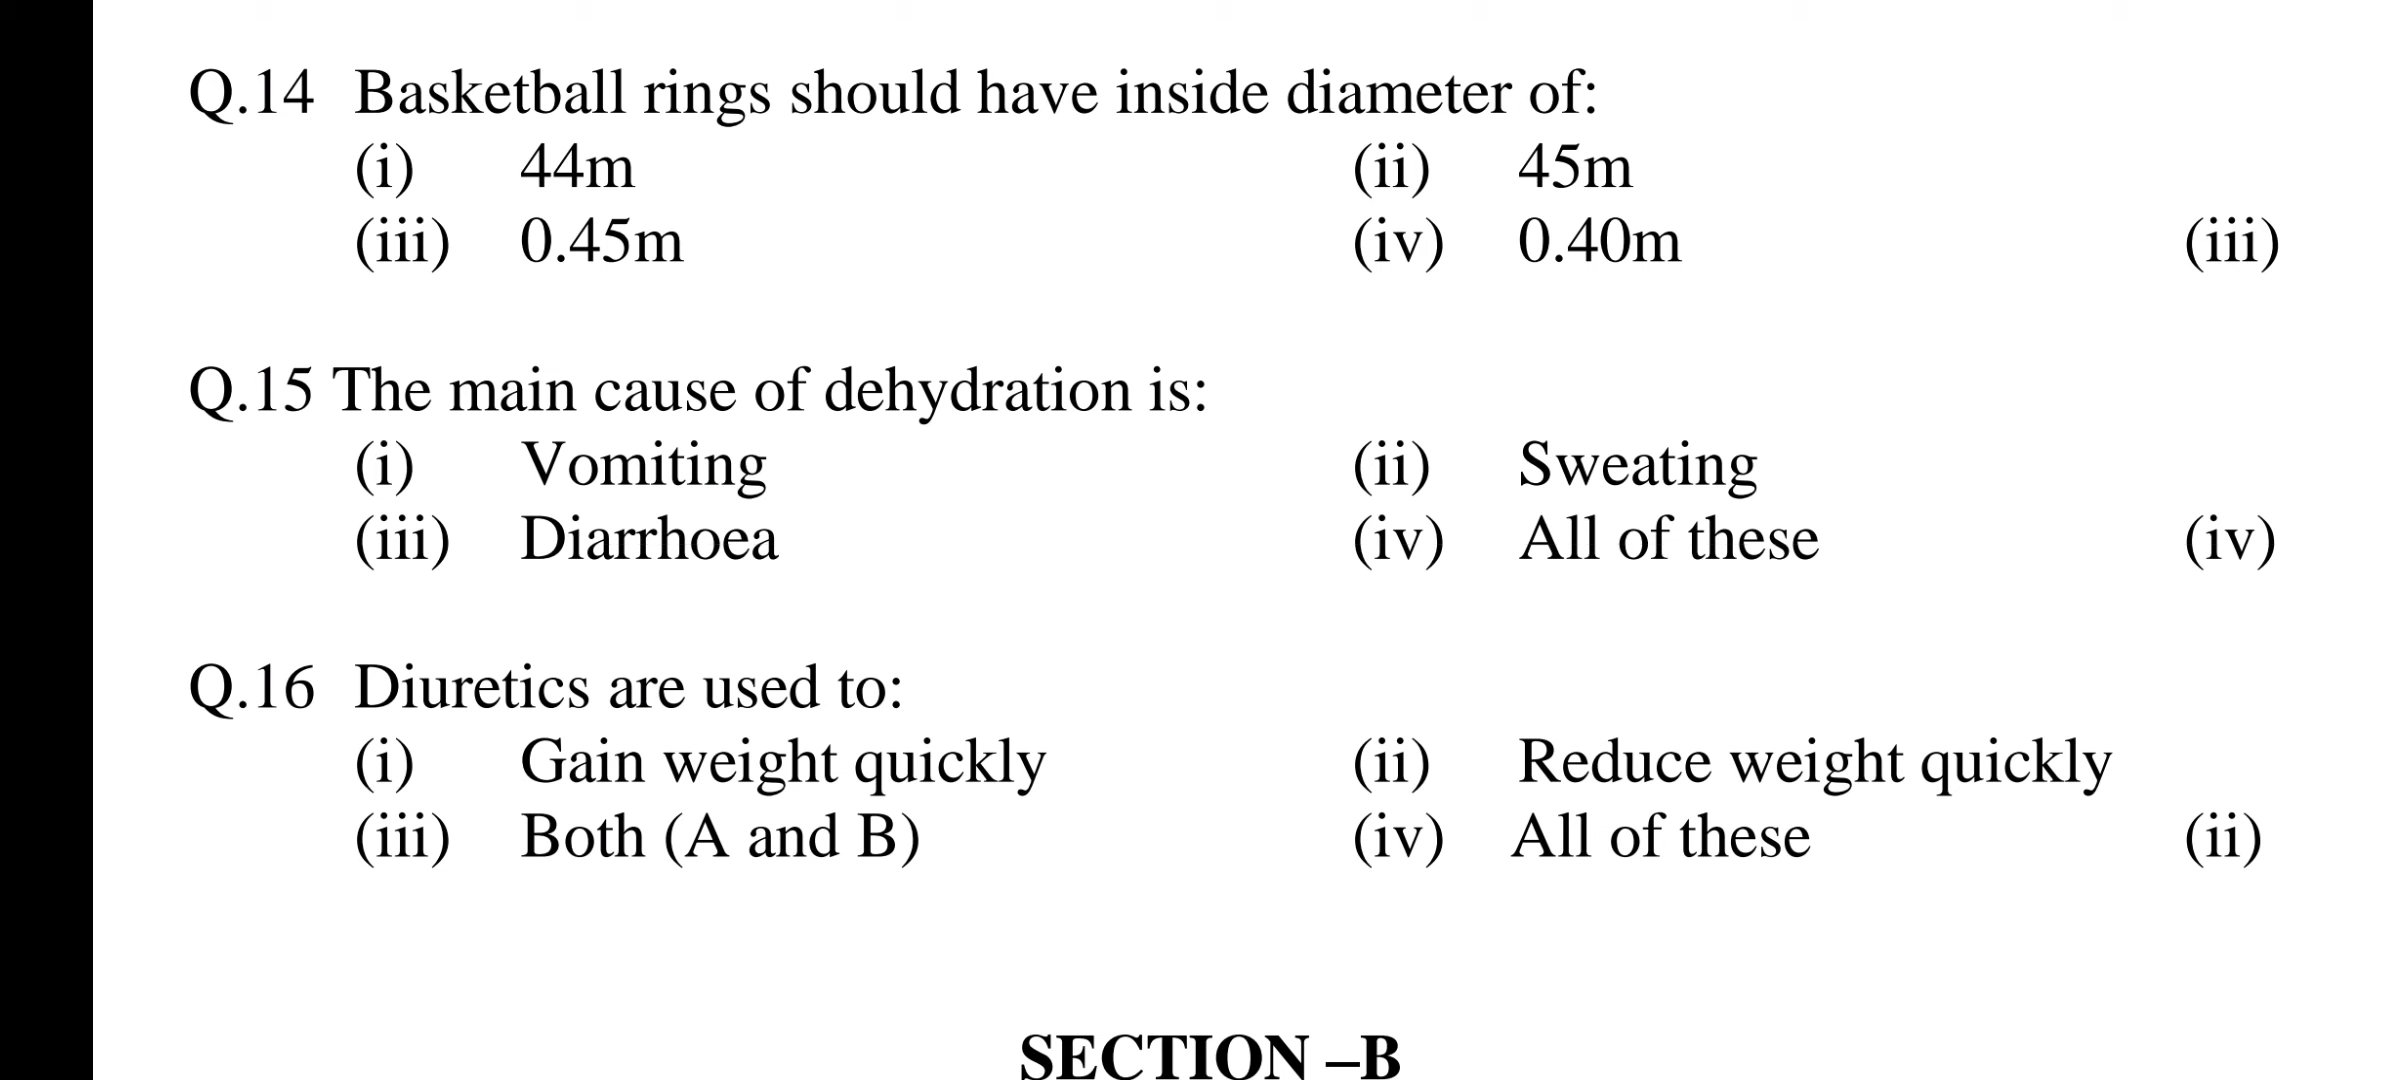 Q.14 Basketball rings should have inside diameter of:
(i) 44m (ii) 45m
(iii) 0.45m (iv) 0.40m (iii)
Q.15 The main cause of dehydration is:
(i) Vomiting (ii) Sweating
(iii) Diarrhoea (iv) All of these (iv)
Q.16 Diuretics are used to:
(i) Gain weight quickly (ii) Reduce weight quickly
(iii) Both (A and B) (iv) All of these (ii)
SECTION –B